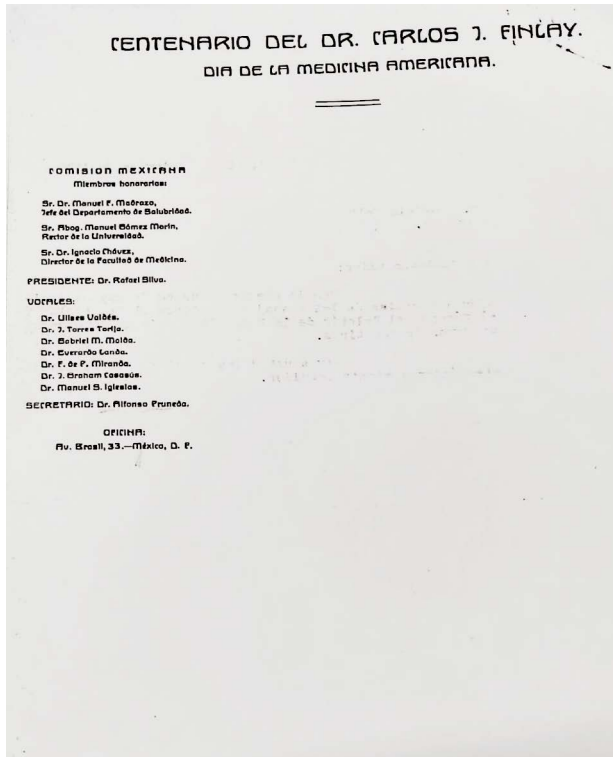 CENTENARIO DEL DR. CARLOS J. FINLAY.
DIA DE LA MEDICINA AMERICANA.
COMISION MEXICANA
Miembros honorarios:
Sr. Dr. Manuel F. Madrazo,
Jefe del Departamento de Salubridad.
Sr. Abog. Manuel Gómez Morin,
Rector de la Universidad.
Sr. Dr. Ignacio Chávez,
Director de la Facultad de Medicina.
PRESIDENTE: Dr. Rafael Silva.
VOCALES:
Dr. Ulises Valdés.
Dr. J. Torres Torija.
Dr. Gabriel M. Malda.
Dr. Everardo Landa.
Dr. F. de P. Miranda.
Dr. J. Graham Casasús.
Dr. Manuel S. Iglesias.
SECRETARIO: Dr. Alfonso Pruneda.
OFICINA:
Av. Brasil, 33.—México, D. F.